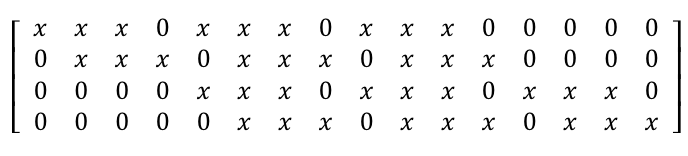 x x x 0 x x x 0 x x x 0 0 0 0 0
0 x x x 0 x x x 0 x x x 0 0 0 0
0 0 0 0 x x x 0 x x x 0 x x x 0
0 0 0 0 0 x x x 0 x x x 0 x x x